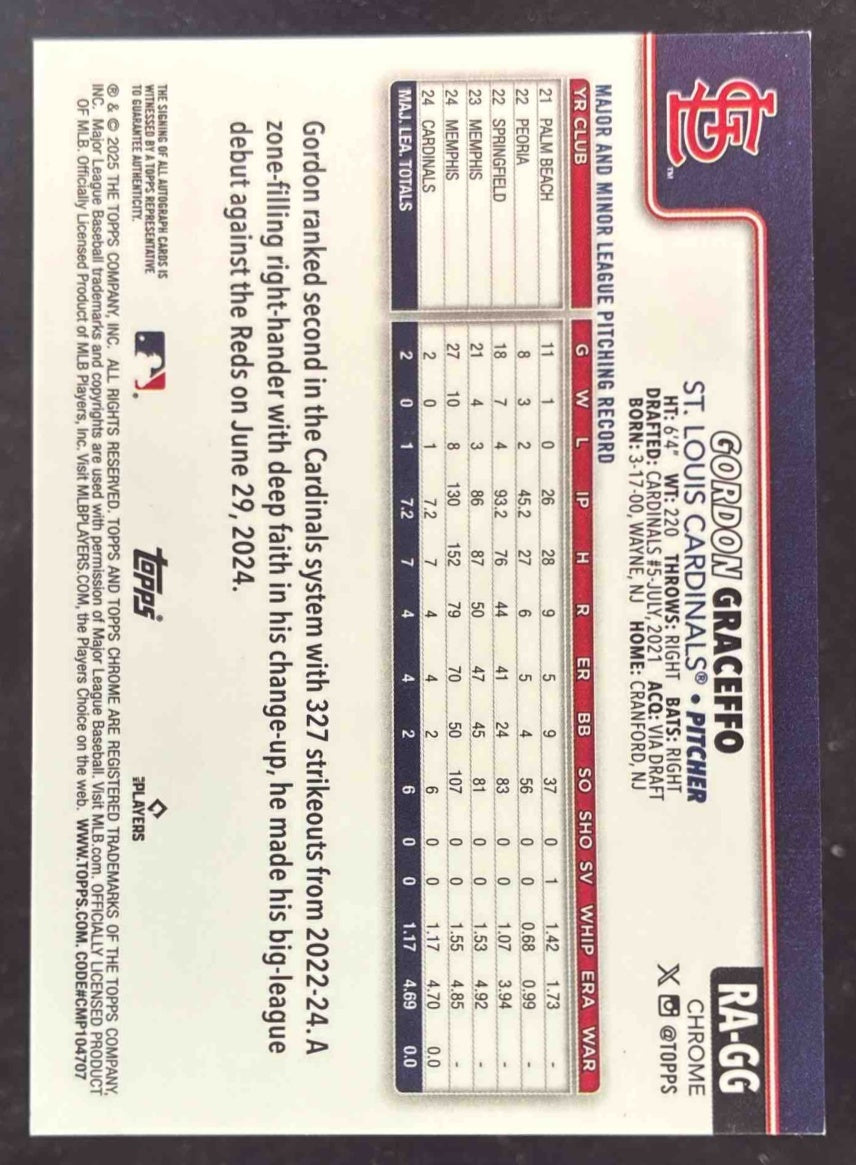 RA-GG
CHROME
X @TOPPS
GORDON GRACEFFO
ST. LOUIS CARDINALS® • PITCHER
HT: 6'4" WT: 220 THROWS: RIGHT BATS: RIGHT
DRAFTED: CARDINALS #5-JULY, 2021 ACQ: VIA DRAFT
BORN: 3-17-00, WAYNE, NJ HOME: CRANFORD, NJ
STL TM
MAJOR AND MINOR LEAGUE PITCHING RECORD
YR CLUB G W L IP H R ER BB SO SHO SV WHIP ERA WAR
21 PALM BEACH 11 1 0 26 28 9 5 9 37 0 1 1.42 1.73 -
22 PEORIA 8 3 2 45.2 27 6 5 4 56 0 0 0.68 0.99 -
22 SPRINGFIELD 18 7 4 93.2 76 44 41 24 83 0 0 1.07 3.94 -
23 MEMPHIS 21 4 3 86 87 50 47 45 81 0 0 1.53 4.92 -
24 MEMPHIS 27 10 8 130 152 79 70 50 107 0 0 1.55 4.85 -
24 CARDINALS 2 0 1 7.2 7 4 4 2 6 0 0 1.17 4.70 0.0
MAJ. LEA. TOTALS 2 0 1 7.2 7 4 4 2 6 0 0 1.17 4.69 0.0
Gordon ranked second in the Cardinals system with 327 strikeouts from 2022-24. A
zone-filling right-hander with deep faith in his change-up, he made his big-league
debut against the Reds on June 29, 2024.
THE SIGNING OF ALL AUTOGRAPH CARDS IS
WITNESSED BY A TOPPS REPRESENTATIVE
TO GUARANTEE AUTHENTICITY.
topps®
PLAYERS
® & © 2025 THE TOPPS COMPANY, INC. ALL RIGHTS RESERVED. TOPPS AND TOPPS CHROME ARE REGISTERED TRADEMARKS OF THE TOPPS COMPANY,
INC. Major League Baseball trademarks and copyrights are used with permission of Major League Baseball. Visit MLB.com. OFFICIALLY LICENSED PRODUCT
OF MLB. Officially Licensed Product of MLB Players, Inc. Visit MLBPLAYERS.COM, the Players Choice on the web. WWW.TOPPS.COM. CODE#CMP104707